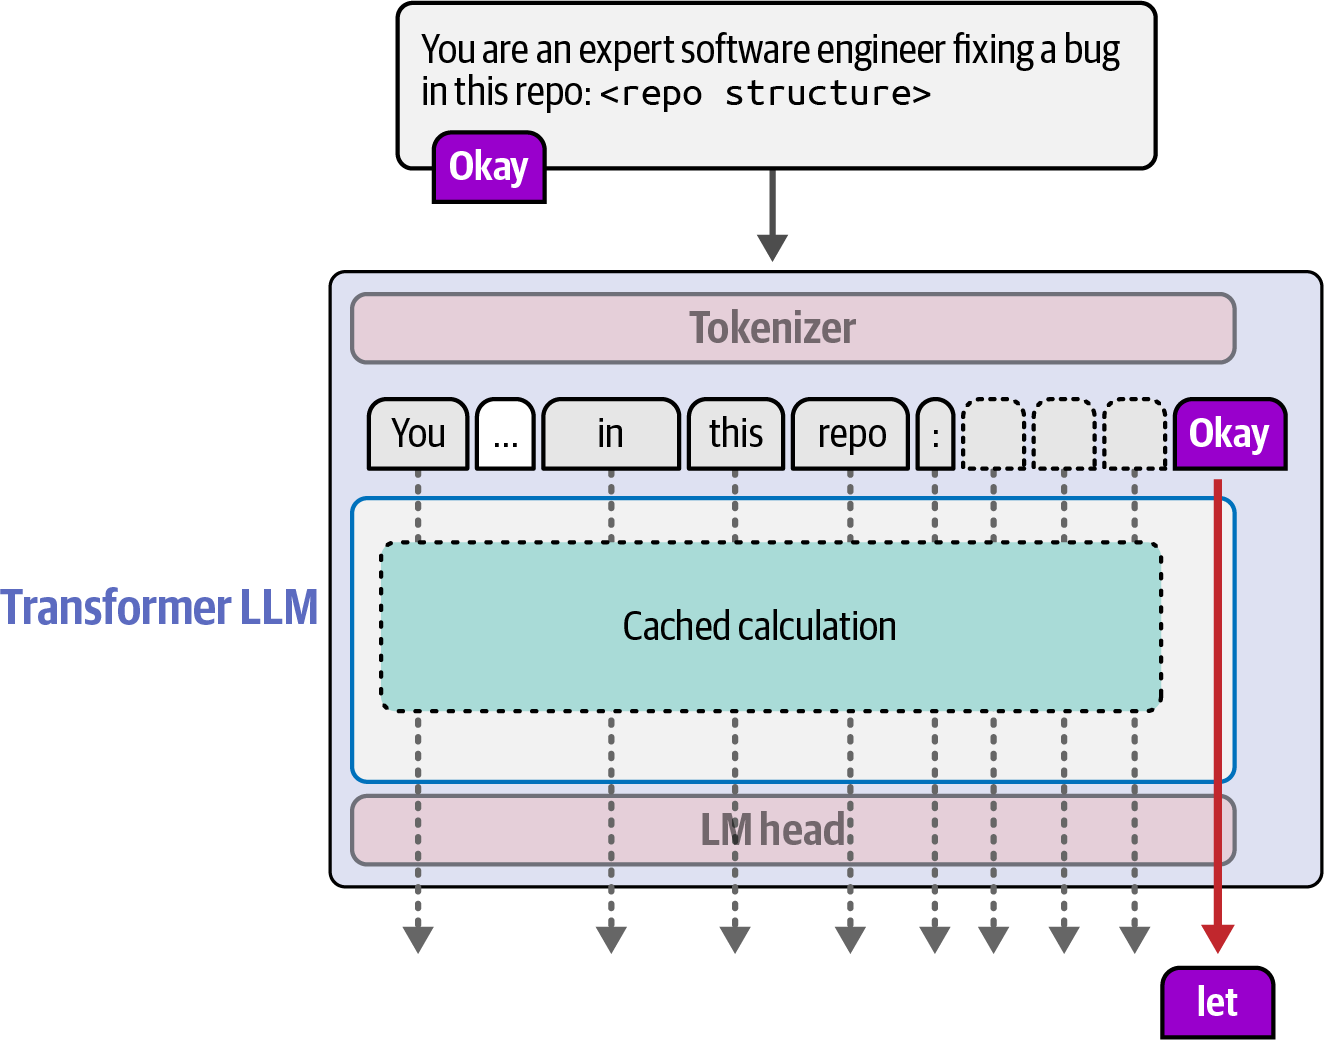 You are an expert software engineer fixing a bug
in this repo: <repo structure>
Okay
Tokenizer
You ... in this repo : Okay
Transformer LLM
Cached calculation
LM head
let